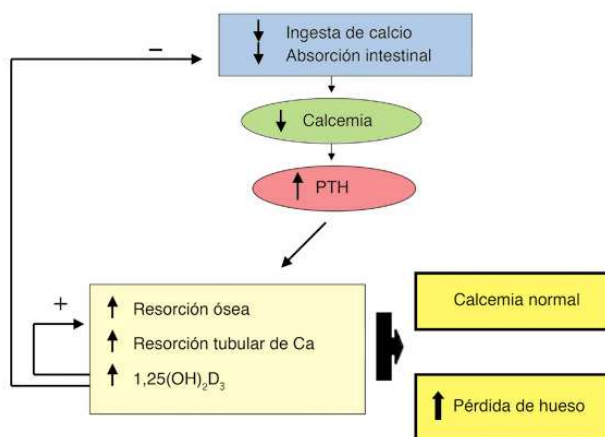 Ingesta de calcio
Absorción intestinal
−
Calcemia
PTH
+
Resorción ósea
Resorción tubular de Ca
1,25(OH)₂D₃
Calcemia normal
Pérdida de hueso